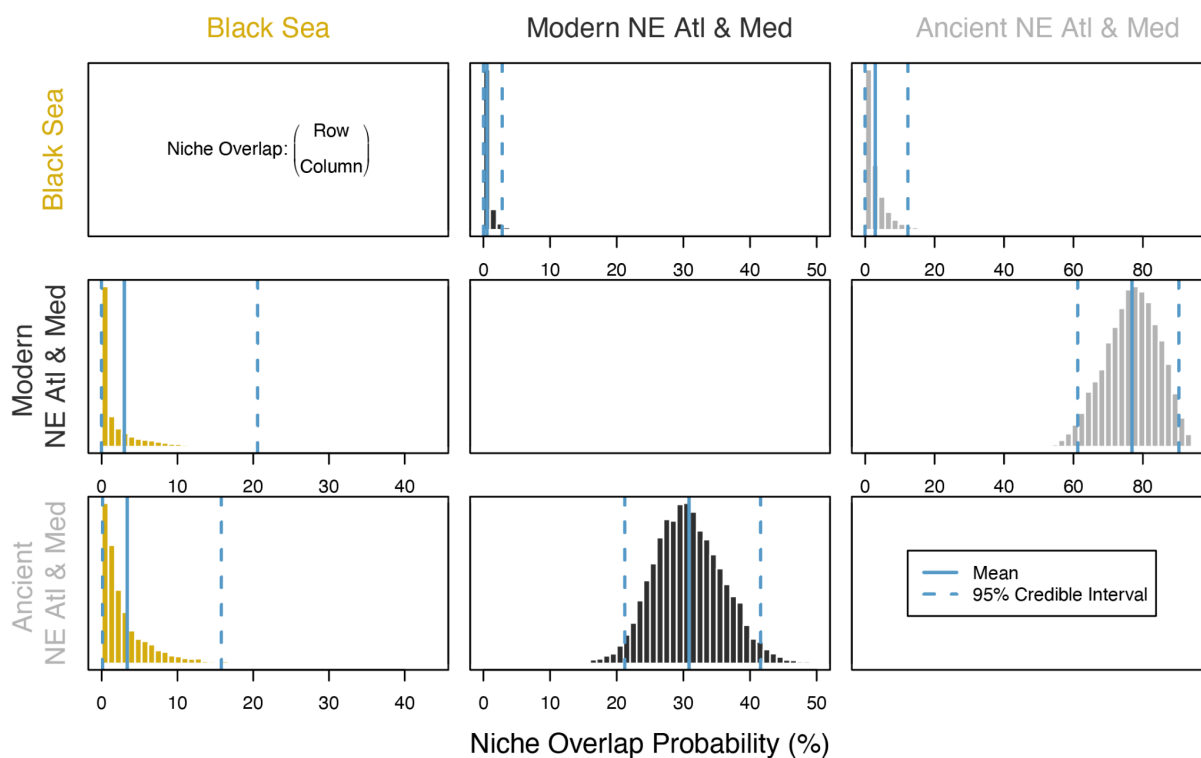 Black Sea
Modern NE Atl & Med
Ancient NE Atl & Med
Black Sea
Niche Overlap: (Row
Column)
0 10 20 30 40 50
0 20 40 60 80
Modern
NE Atl & Med
0 10 20 30 40
0 20 40 60 80
Ancient
NE Atl & Med
Mean
95% Credible Interval
0 10 20 30 40
0 10 20 30 40 50
Niche Overlap Probability (%)